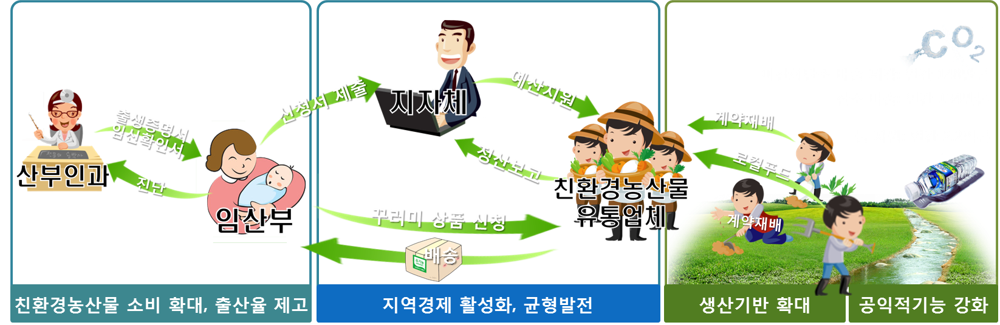 출생증명서
임신확인서
진단
산부인과
임산부
신청서 제출
지자체
예산지원
정산보고
친환경농산물
유통업체
꾸러미 상품 신청
배송
유기농
계약재배
로컬푸드
계약재배
CO2
친환경농산물 소비 확대, 출산율 제고
지역경제 활성화, 균형발전
생산기반 확대
공익적기능 강화